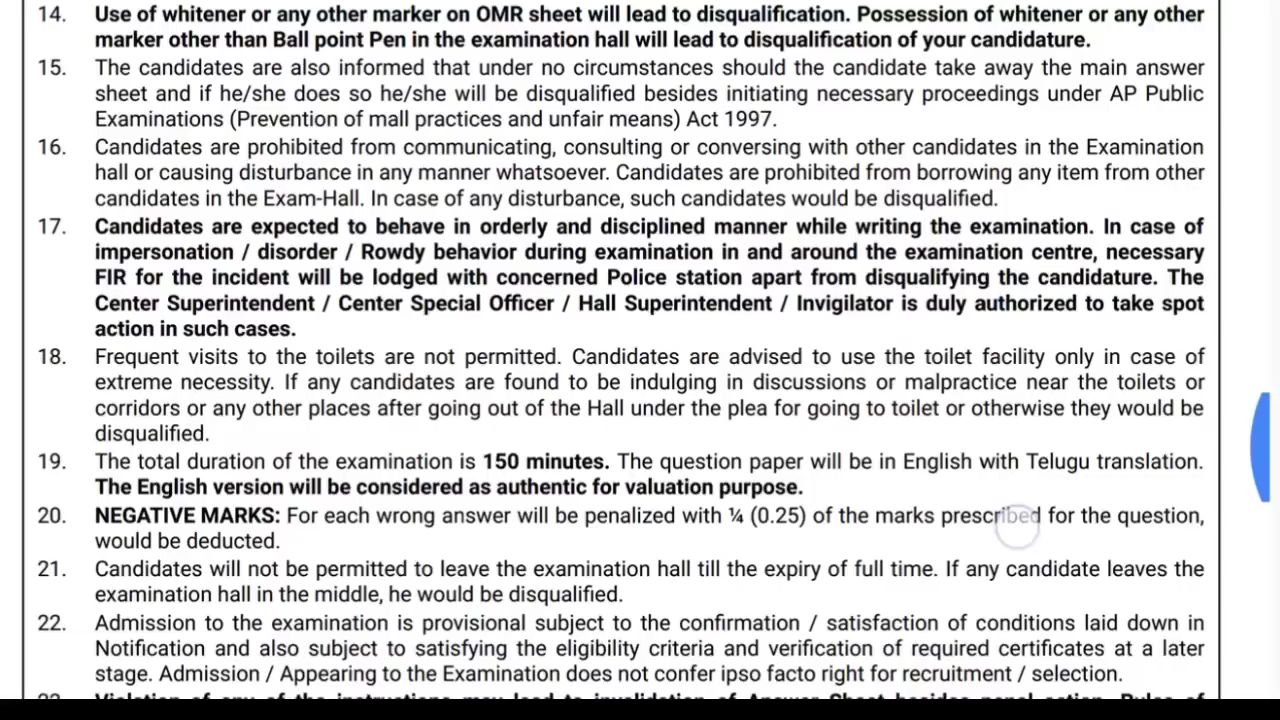 14. Use of whitener or any other marker on OMR sheet will lead to disqualification. Possession of whitener or any other
marker other than Ball point Pen in the examination hall will lead to disqualification of your candidature.
15. The candidates are also informed that under no circumstances should the candidate take away the main answer
sheet and if he/she does so he/she will be disqualified besides initiating necessary proceedings under AP Public
Examinations (Prevention of mall practices and unfair means) Act 1997.
16. Candidates are prohibited from communicating, consulting or conversing with other candidates in the Examination
hall or causing disturbance in any manner whatsoever. Candidates are prohibited from borrowing any item from other
candidates in the Exam-Hall. In case of any disturbance, such candidates would be disqualified.
17. Candidates are expected to behave in orderly and disciplined manner while writing the examination. In case of
impersonation / disorder / Rowdy behavior during examination in and around the examination centre, necessary
FIR for the incident will be lodged with concerned Police station apart from disqualifying the candidature. The
Center Superintendent / Center Special Officer / Hall Superintendent / Invigilator is duly authorized to take spot
action in such cases.
18. Frequent visits to the toilets are not permitted. Candidates are advised to use the toilet facility only in case of
extreme necessity. If any candidates are found to be indulging in discussions or malpractice near the toilets or
corridors or any other places after going out of the Hall under the plea for going to toilet or otherwise they would be
disqualified.
19. The total duration of the examination is 150 minutes. The question paper will be in English with Telugu translation.
The English version will be considered as authentic for valuation purpose.
20. NEGATIVE MARKS: For each wrong answer will be penalized with ¼ (0.25) of the marks prescribed for the question,
would be deducted.
21. Candidates will not be permitted to leave the examination hall till the expiry of full time. If any candidate leaves the
examination hall in the middle, he would be disqualified.
22. Admission to the examination is provisional subject to the confirmation / satisfaction of conditions laid down in
Notification and also subject to satisfying the eligibility criteria and verification of required certificates at a later
stage. Admission / Appearing to the Examination does not confer ipso facto right for recruitment / selection.
23. Violation of any of the instructions may lead to invalidation of Answer Sheet besides penal action. Rules of